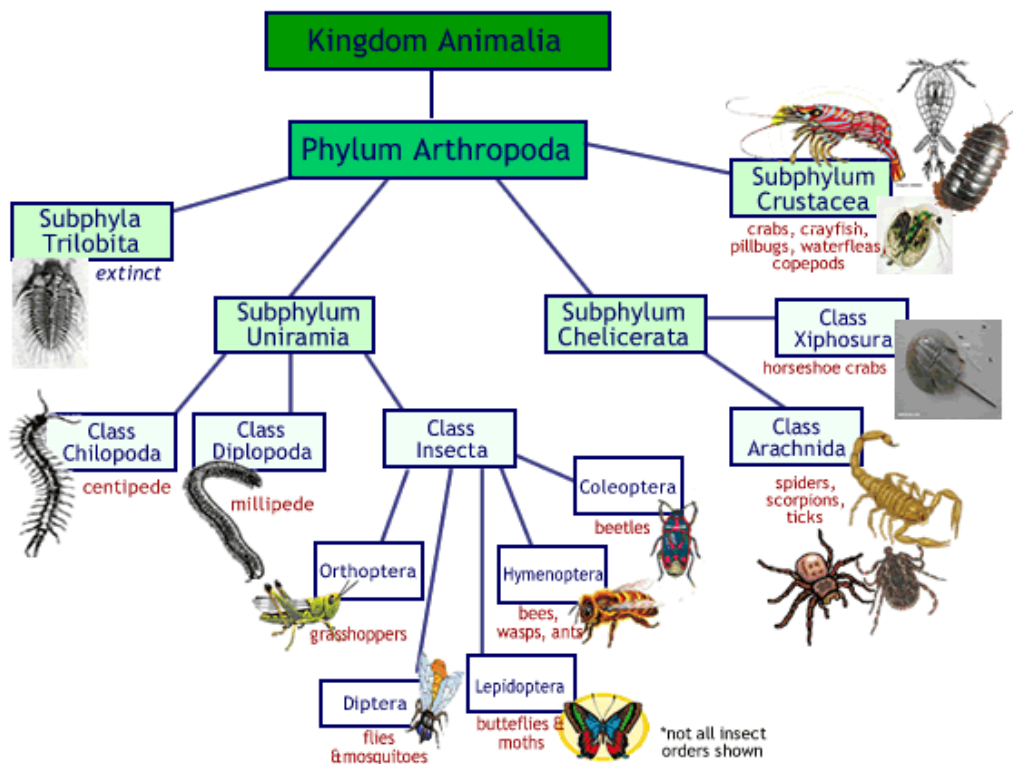 Kingdom Animalia
Phylum Arthropoda
Subphylum
Crustacea
crabs, crayfish,
pillbugs, waterfleas,
copepods
Subphyla
Trilobita
extinct
Subphylum
Uniramia
Subphylum
Chelicerata
Class
Xiphosura
horseshoe crabs
Class
Chilopoda
centipede
Class
Diplopoda
millipede
Class
Insecta
Class
Arachnida
spiders,
scorpions,
ticks
Coleoptera
beetles
Orthoptera
grasshoppers
Hymenoptera
bees,
wasps, ants
Diptera
flies
&mosquitoes
Lepidoptera
butteflies &
moths
*not all insect
orders shown